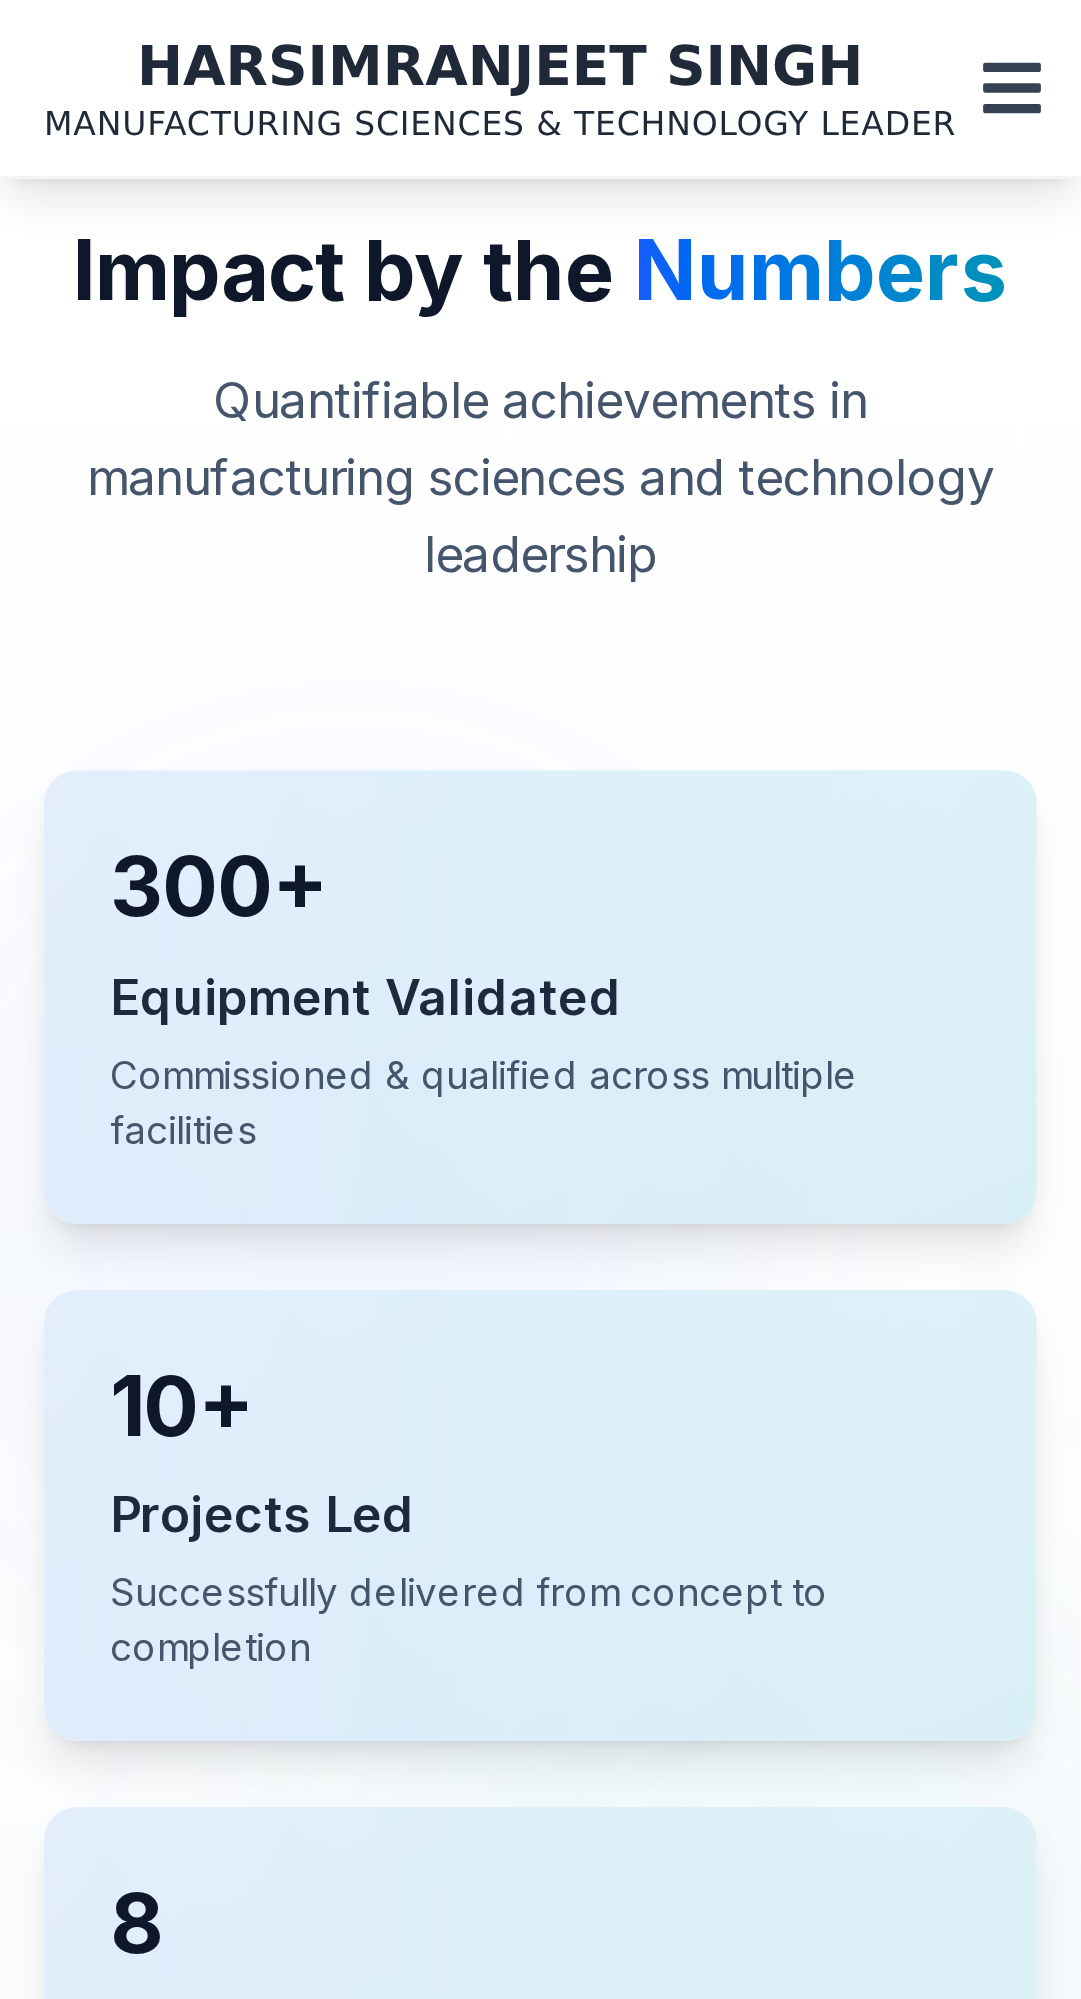 HARSIMRANJEET SINGH
MANUFACTURING SCIENCES & TECHNOLOGY LEADER
Impact by the Numbers
Quantifiable achievements in
manufacturing sciences and technology
leadership
300+
Equipment Validated
Commissioned & qualified across multiple
facilities
10+
Projects Led
Successfully delivered from concept to
completion
8